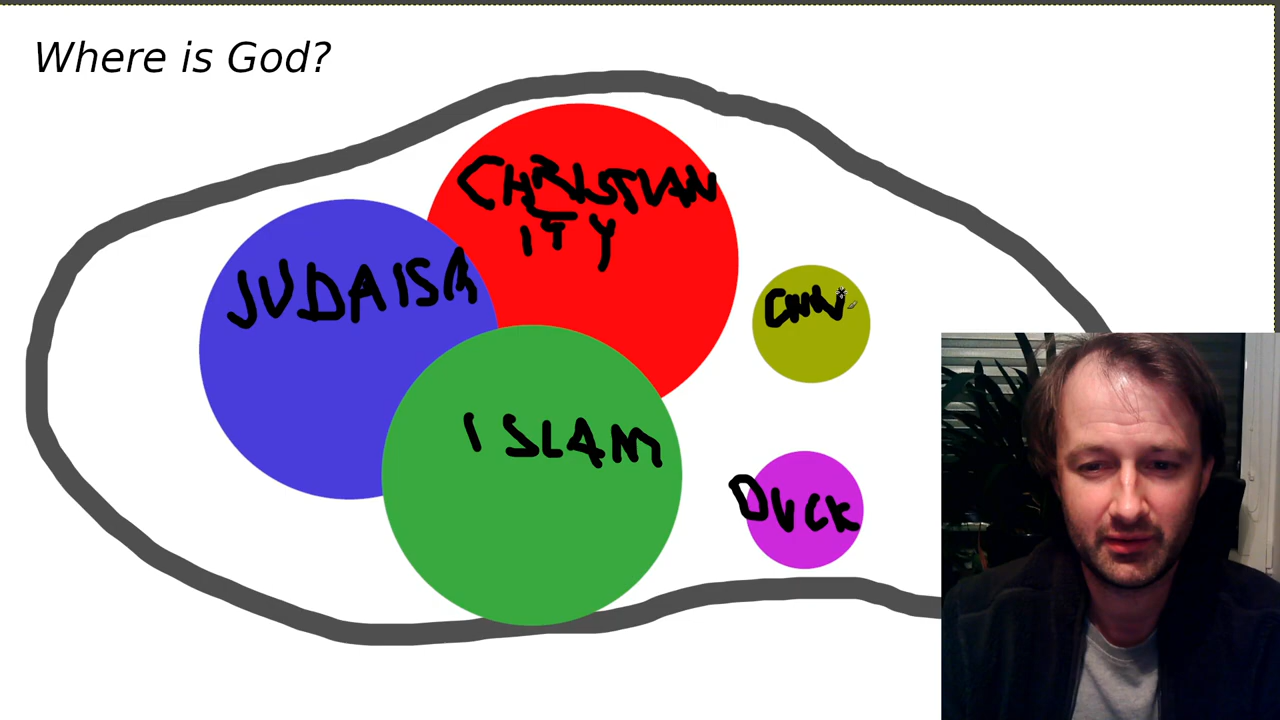 Where is God?
CHRISTIAN
ITY
JUDAISM
ISLAM
DUCK